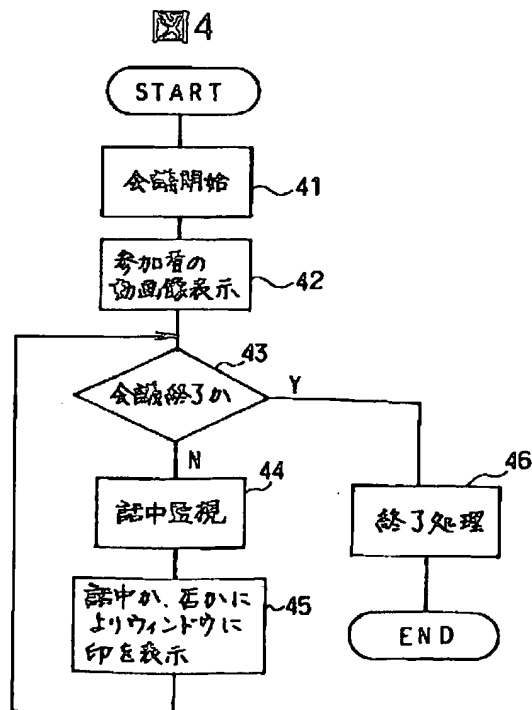 図4
START
会議開始
41
参加者の
動画像表示
42
43
会議終了か
Y
N
44
話中監視
46
終了処理
話中か、否かに
よりウィンドウに
印を表示
45
END